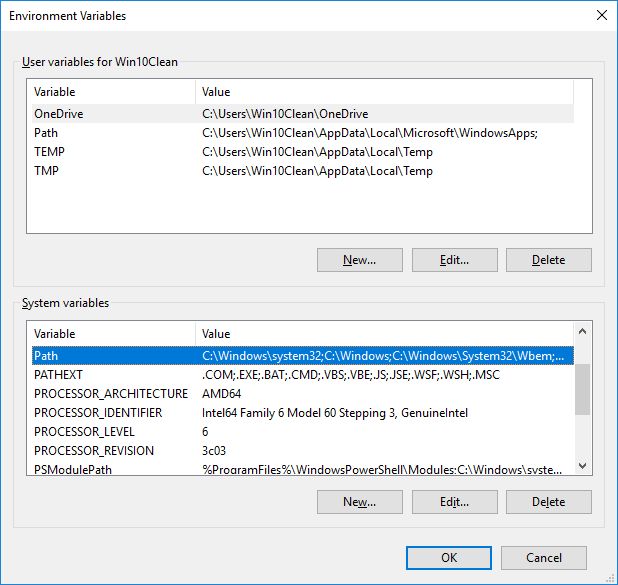 Environment Variables
User variables for Win10Clean
Variable Value
OneDrive C:\Users\Win10Clean\OneDrive
Path C:\Users\Win10Clean\AppData\Local\Microsoft\WindowsApps;
TEMP C:\Users\Win10Clean\AppData\Local\Temp
TMP C:\Users\Win10Clean\AppData\Local\Temp
New... Edit... Delete
System variables
Variable Value
Path C:\Windows\system32;C:\Windows;C:\Windows\System32\Wbem;...
PATHEXT .COM;.EXE;.BAT;.CMD;.VBS;.VBE;.JS;.JSE;.WSF;.WSH;.MSC
PROCESSOR_ARCHITECTURE AMD64
PROCESSOR_IDENTIFIER Intel64 Family 6 Model 60 Stepping 3, GenuineIntel
PROCESSOR_LEVEL 6
PROCESSOR_REVISION 3c03
PSModulePath %ProgramFiles%\WindowsPowerShell\Modules;C:\Windows\syste...
New... Edit... Delete
OK Cancel